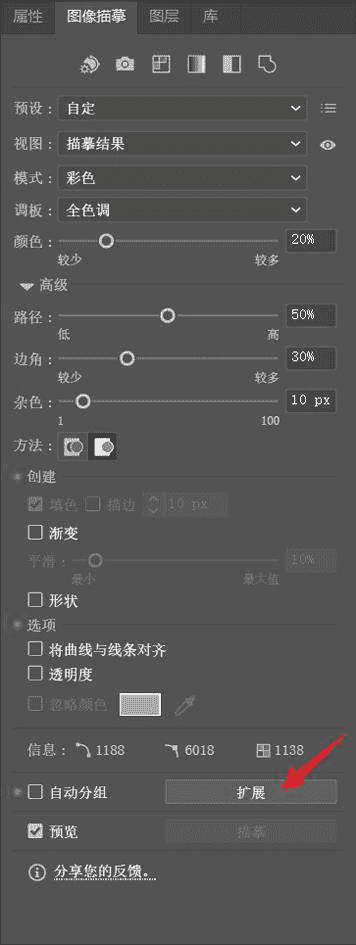 属性 图像描摹 图层 库
预设： 自定
视图： 描摹结果
模式： 彩色
调板： 全色调
颜色： 20%
较少 较多
高级
路径： 50%
低 高
边角： 30%
较少 较多
杂色： 10 px
1 100
方法：
创建
填色 描边 10 px
渐变
平滑： 10%
最小 最大值
形状
选项
将曲线与线条对齐
透明度
忽略颜色
信息： 1188 6018 1138
自动分组 扩展
预览 描摹
分享您的反馈。